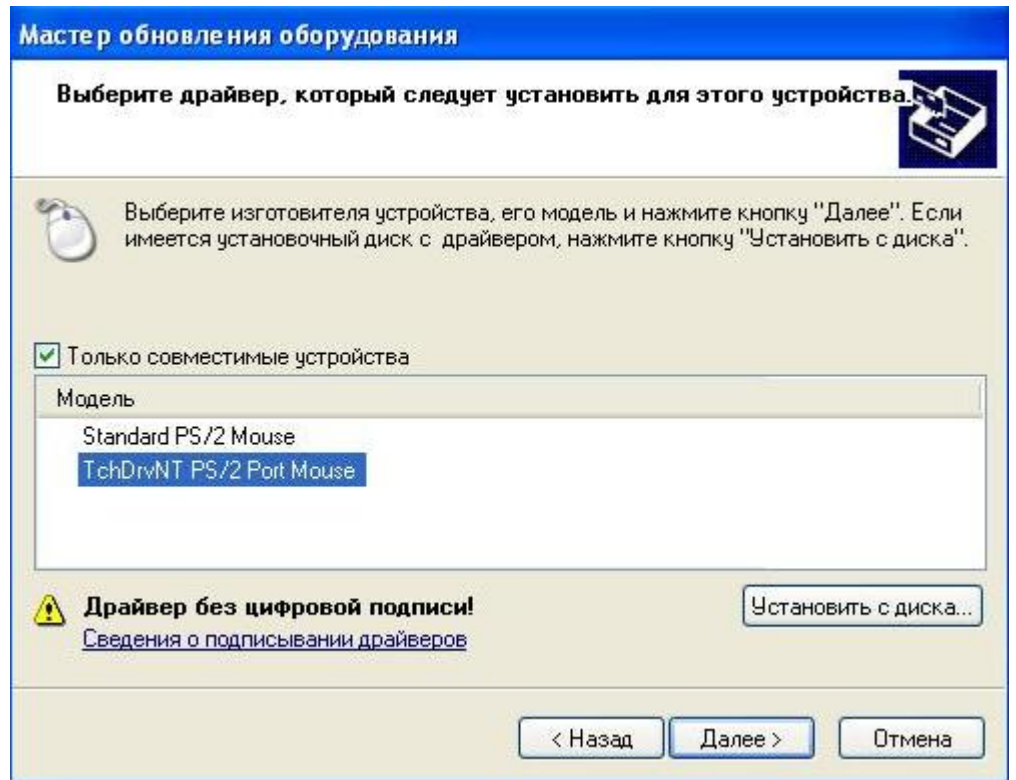 Мастер обновления оборудования
Выберите драйвер, который следует установить для этого устройства.
Выберите изготовителя устройства, его модель и нажмите кнопку "Далее". Если
имеется установочный диск с драйвером, нажмите кнопку "Установить с диска".
Только совместимые устройства
Модель
Standard PS/2 Mouse
TchDrvNT PS/2 Port Mouse
Драйвер без цифровой подписи!
Установить с диска...
Сведения о подписывании драйверов
< Назад
Далее >
Отмена